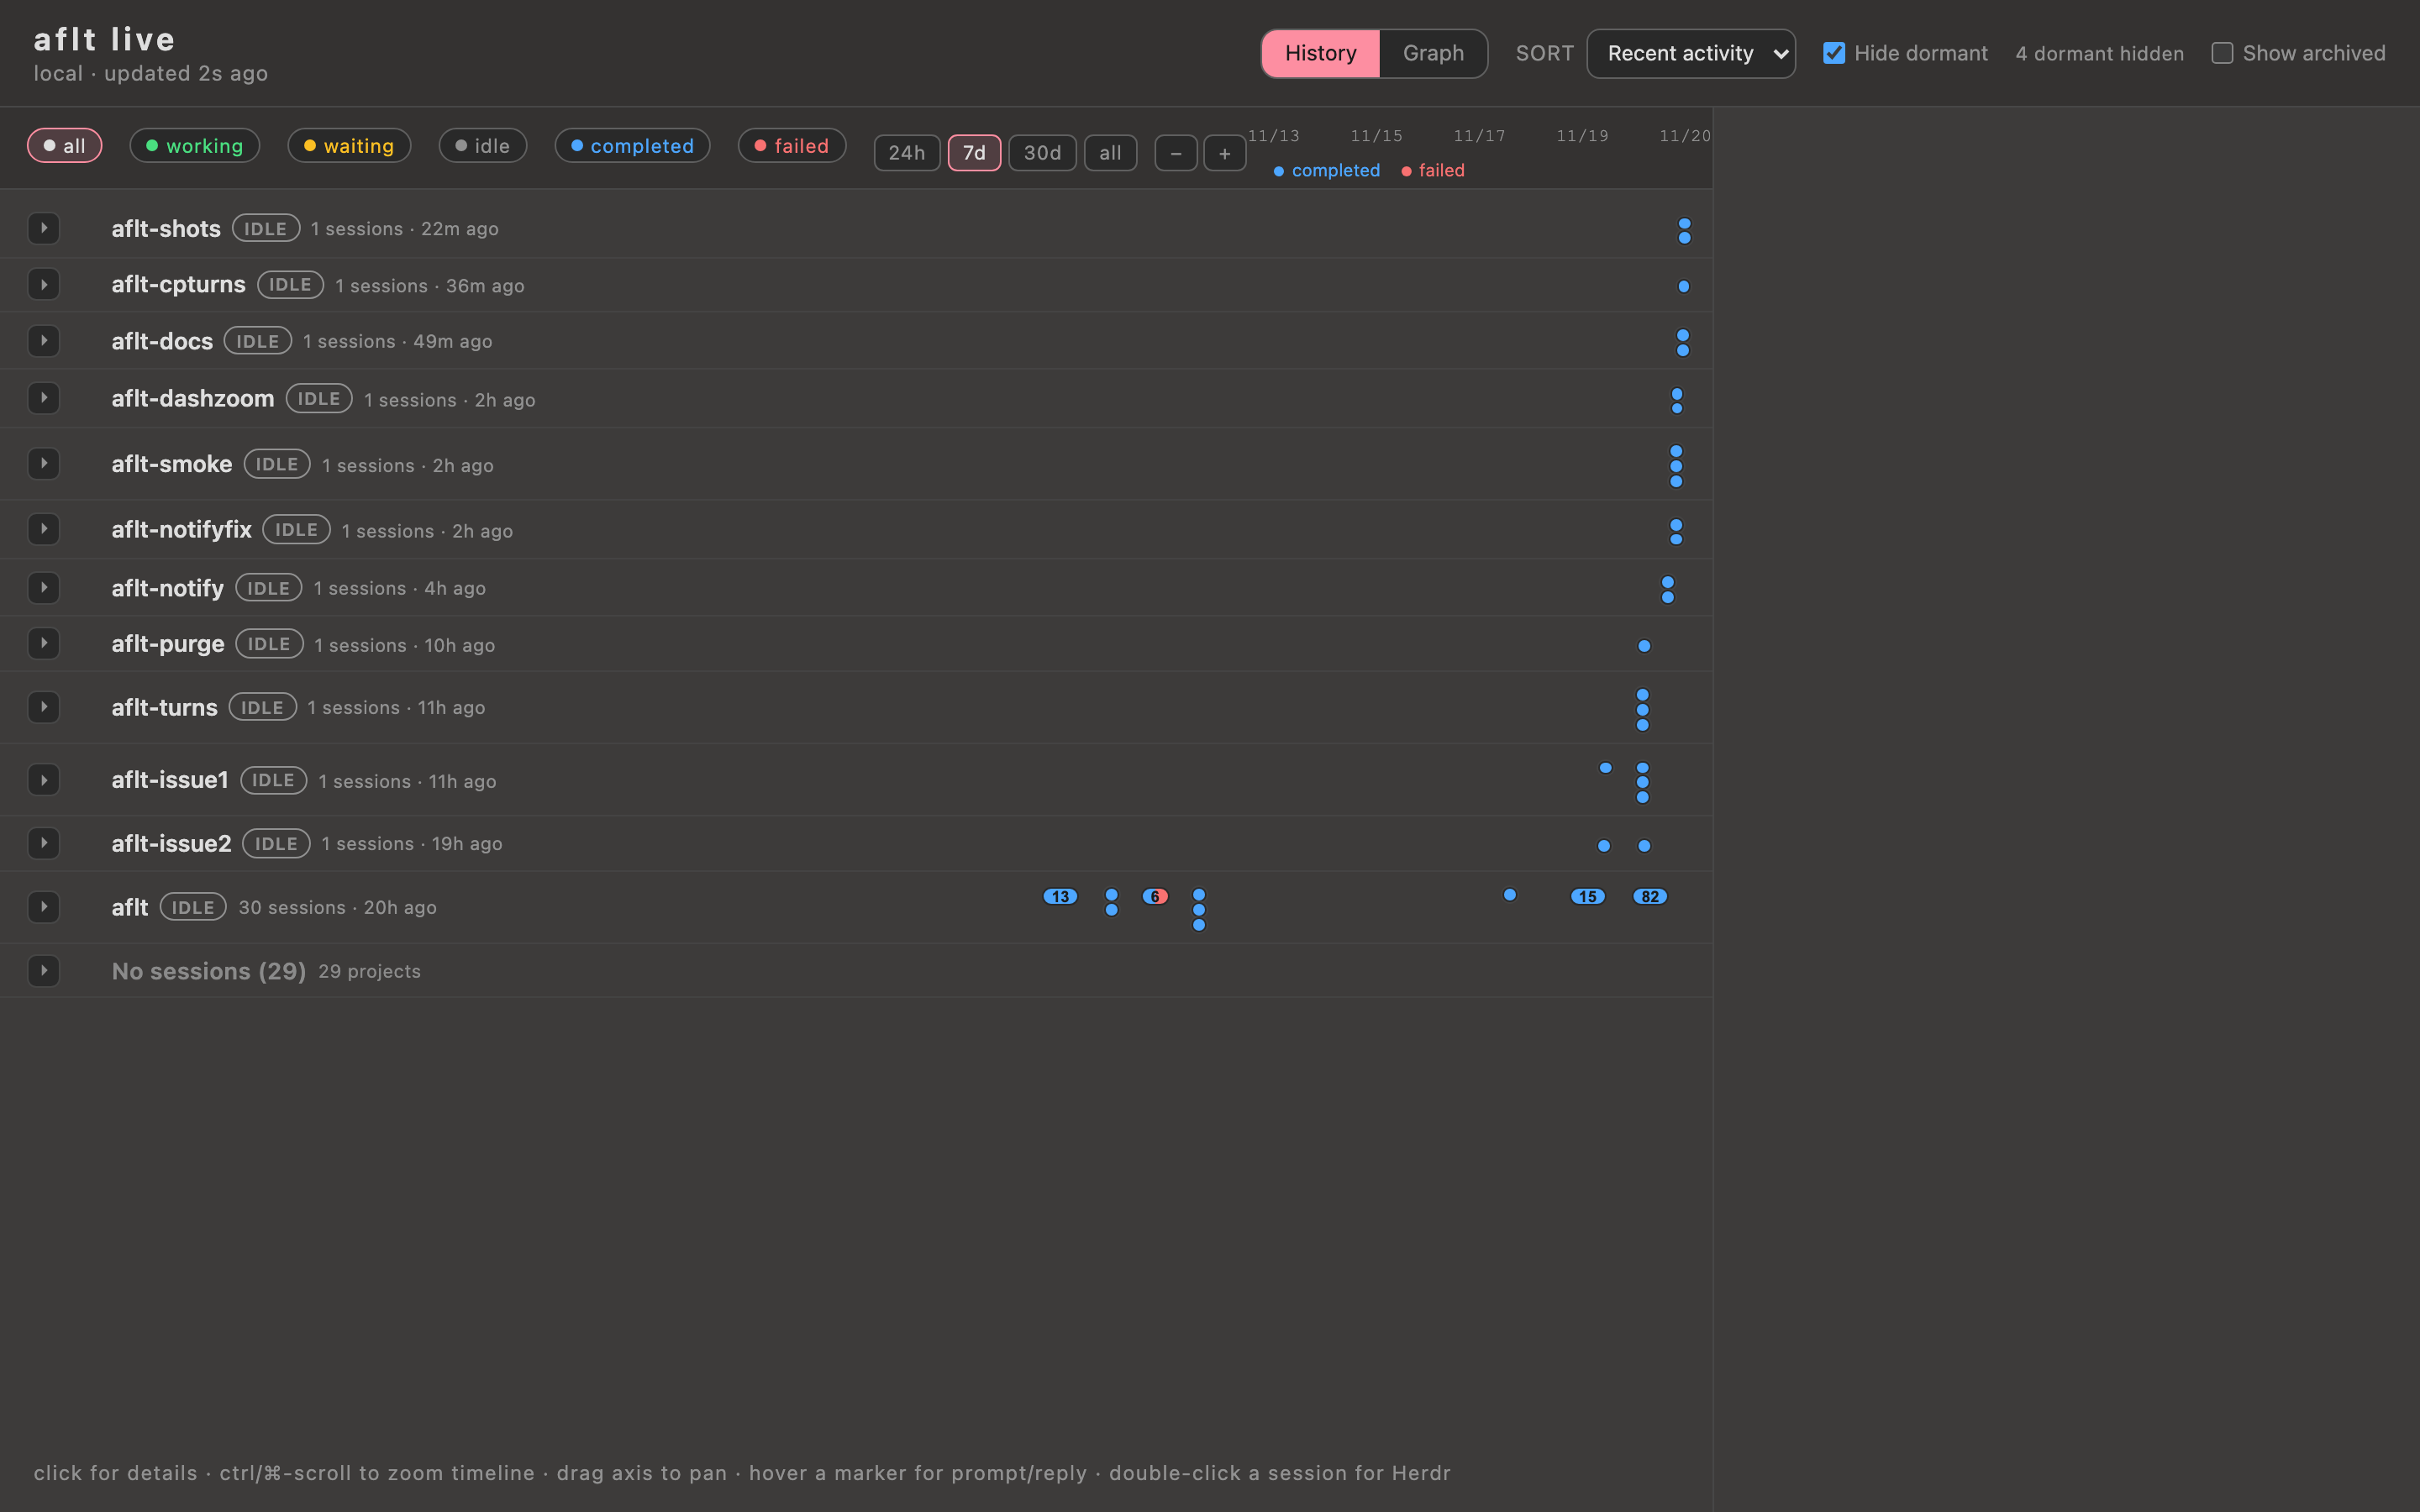 aflt live
local · updated 2s ago
History Graph SORT Recent activity Hide dormant 4 dormant hidden Show archived
all working waiting idle completed failed 24h 7d 30d all − + 11/13 11/15 11/17 11/19 11/20
completed failed
aflt-shots IDLE 1 sessions · 22m ago
aflt-cpturns IDLE 1 sessions · 36m ago
aflt-docs IDLE 1 sessions · 49m ago
aflt-dashzoom IDLE 1 sessions · 2h ago
aflt-smoke IDLE 1 sessions · 2h ago
aflt-notifyfix IDLE 1 sessions · 2h ago
aflt-notify IDLE 1 sessions · 4h ago
aflt-purge IDLE 1 sessions · 10h ago
aflt-turns IDLE 1 sessions · 11h ago
aflt-issue1 IDLE 1 sessions · 11h ago
aflt-issue2 IDLE 1 sessions · 19h ago
aflt IDLE 30 sessions · 20h ago 13 6 15 82
No sessions (29) 29 projects
click for details · ctrl/⌘-scroll to zoom timeline · drag axis to pan · hover a marker for prompt/reply · double-click a session for Herdr